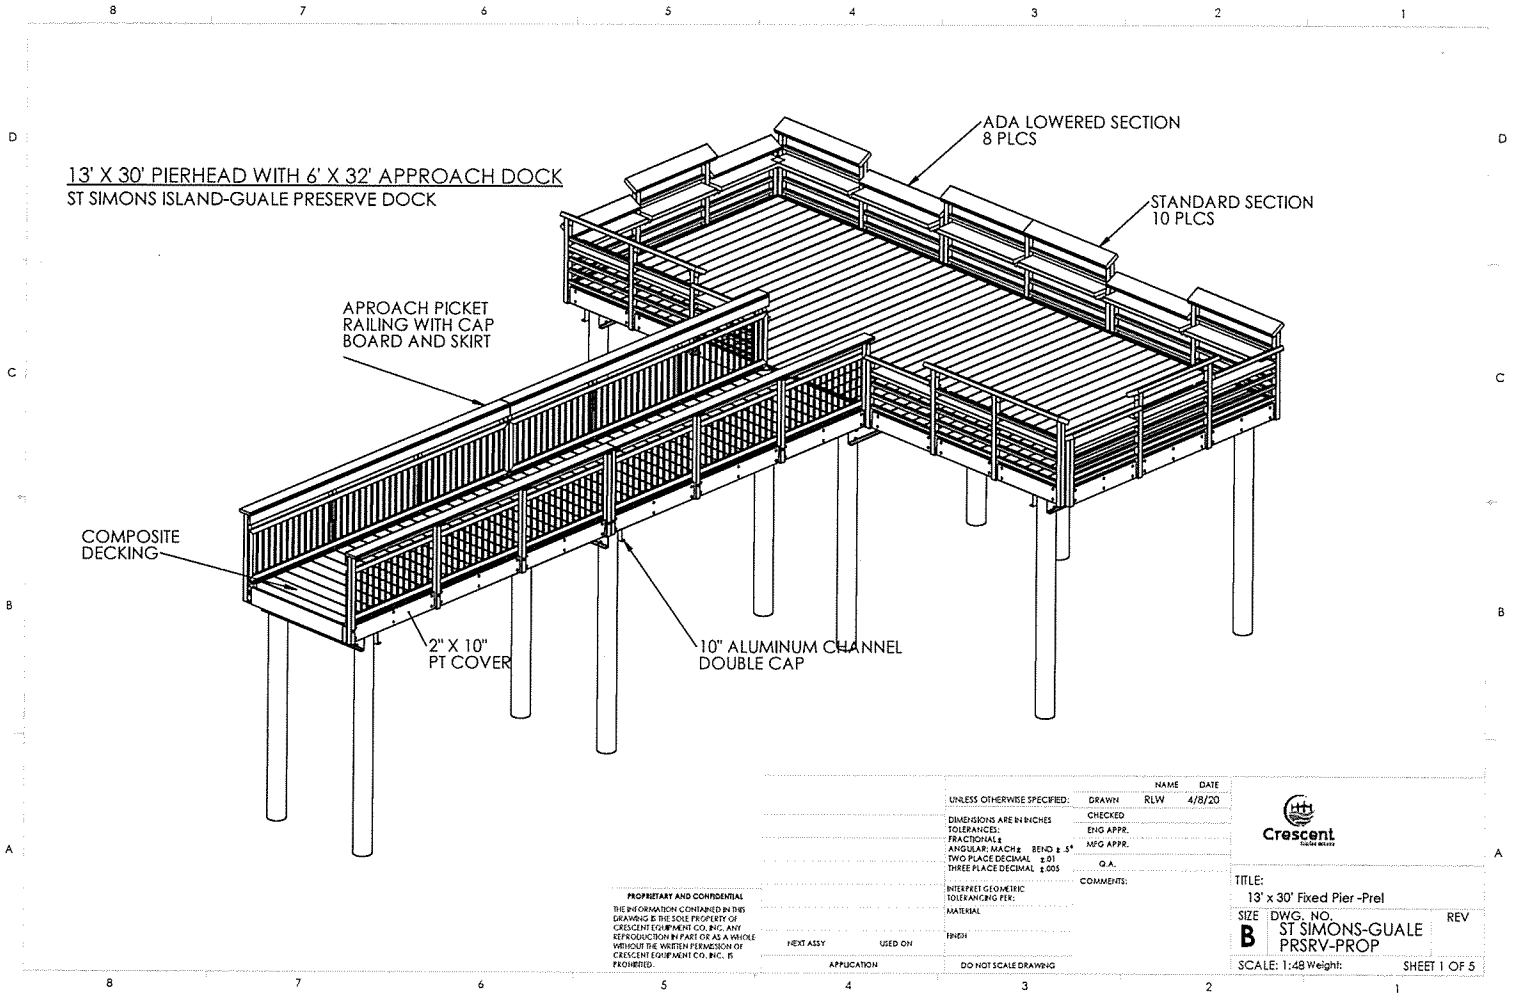 8 7 6 5 4 3 2 1
D
D
13' X 30' PIERHEAD WITH 6' X 32' APPROACH DOCK
ST SIMONS ISLAND-GUALE PRESERVE DOCK
ADA LOWERED SECTION
8 PLCS
STANDARD SECTION
10 PLCS
APROACH PICKET
RAILING WITH CAP
BOARD AND SKIRT
C
C
COMPOSITE
DECKING
B
B
2" X 10"
PT COVER
10" ALUMINUM CHANNEL
DOUBLE CAP
A
A
PROPRIETARY AND CONFIDENTIAL
THE INFORMATION CONTAINED IN THIS
DRAWING IS THE SOLE PROPERTY OF
CRESCENT EQUIPMENT CO, INC. ANY
REPRODUCTION IN PART OR AS A WHOLE
WITHOUT THE WRITTEN PERMISSION OF
CRESCENT EQUIPMENT CO, INC. IS
PROHIBITED.
NEXT ASSY USED ON
APPLICATION
UNLESS OTHERWISE SPECIFIED:
DIMENSIONS ARE IN INCHES
TOLERANCES:
FRACTIONAL±
ANGULAR: MACH± BEND ± .5°
TWO PLACE DECIMAL ±.01
THREE PLACE DECIMAL ±.005
INTERPRET GEOMETRIC
TOLERANCING PER:
MATERIAL
FINISH
DO NOT SCALE DRAWING
NAME DATE
DRAWN RLW 4/8/20
CHECKED
ENG APPR.
MFG APPR.
Q.A.
COMMENTS:
Crescent
TITLE:
13' x 30' Fixed Pier -Prel
SIZE DWG. NO. REV
B ST SIMONS-GUALE
PRSRV-PROP
SCALE: 1:48 Weight: SHEET 1 OF 5
8 7 6 5 4 3 2 1